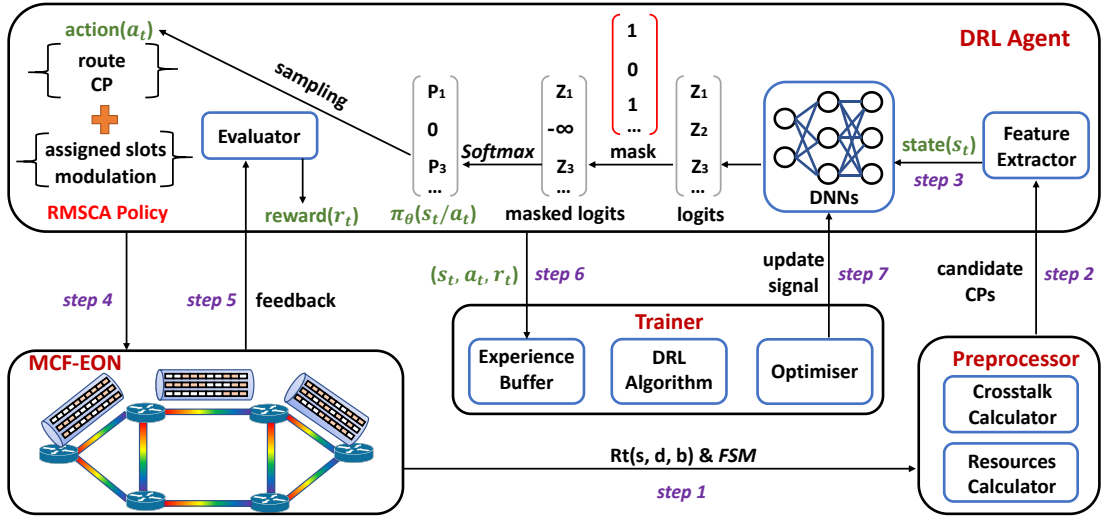 DRL Agent
action(aₜ)
route
CP
assigned slots
modulation
RMSCA Policy
Evaluator
reward(rₜ)
sampling
P₁
0
P₃
...
πθ(sₜ/aₜ)
Softmax
Z₁
-∞
Z₃
...
masked logits
1
0
1
...
mask
Z₁
Z₂
Z₃
...
logits
DNNs
state(sₜ)
step 3
Feature
Extractor
step 4
step 5
feedback
(sₜ, aₜ, rₜ)
step 6
update
signal
step 7
candidate
CPs
step 2
Trainer
Experience
Buffer
DRL
Algorithm
Optimiser
MCF-EON
Preprocessor
Crosstalk
Calculator
Resources
Calculator
Rt(s, d, b) & FSM
step 1